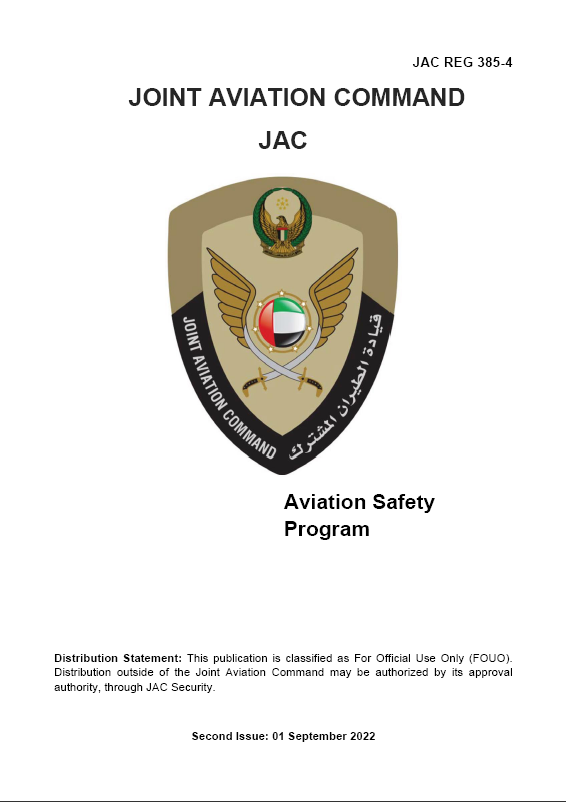 JAC REG 385-4
JOINT AVIATION COMMAND
JAC
JOINT AVIATION COMMAND
قيادة الطيران المشترك
Aviation Safety
Program
Distribution Statement: This publication is classified as For Official Use Only (FOUO).
Distribution outside of the Joint Aviation Command may be authorized by its approval
authority, through JAC Security.
Second Issue: 01 September 2022